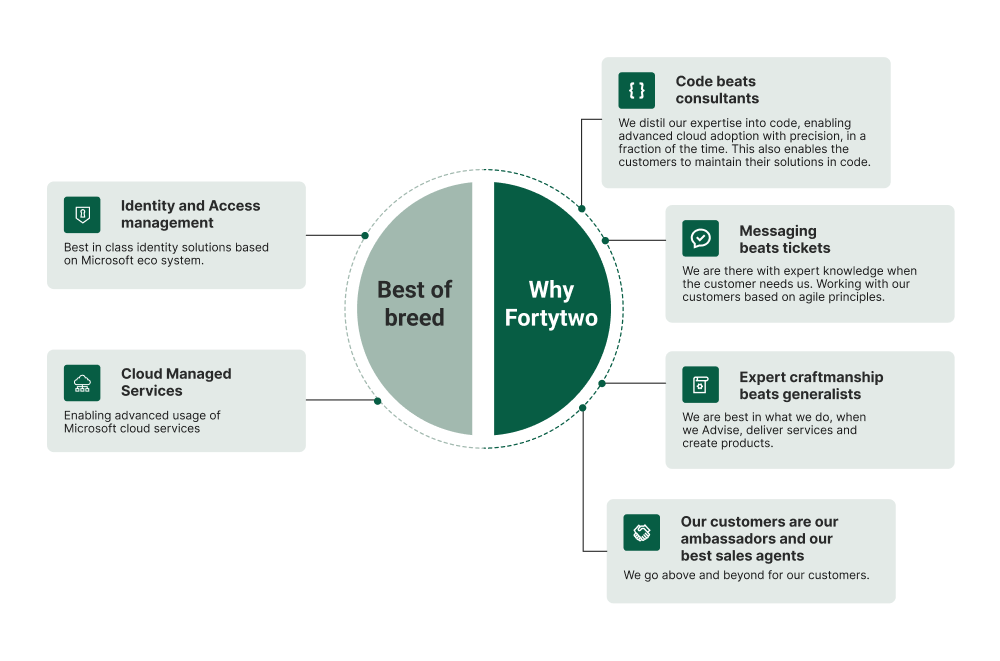 Identity and Access
management
Best in class identity solutions based
on Microsoft eco system.
Cloud Managed
Services
Enabling advanced usage of
Microsoft cloud services
Best of
breed
Why
Fortytwo
{ }
Code beats
consultants
We distil our expertise into code, enabling
advanced cloud adoption with precision, in a
fraction of the time. This also enables the
customers to maintain their solutions in code.
Messaging
beats tickets
We are there with expert knowledge when
the customer needs us. Working with our
customers based on agile principles.
Expert craftmanship
beats generalists
We are best in what we do, when
we Advise, deliver services and
create products.
Our customers are our
ambassadors and our
best sales agents
We go above and beyond for our customers.